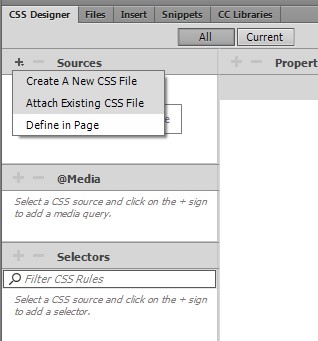 CSS Designer Files Insert Snippets CC Libraries
All Current
Sources
Propert
Create A New CSS File
Attach Existing CSS File
Define in Page
@Media
Select a CSS source and click on the + sign
to add a media query.
Selectors
Filter CSS Rules
Select a CSS source and click on the + sign
to add a selector.